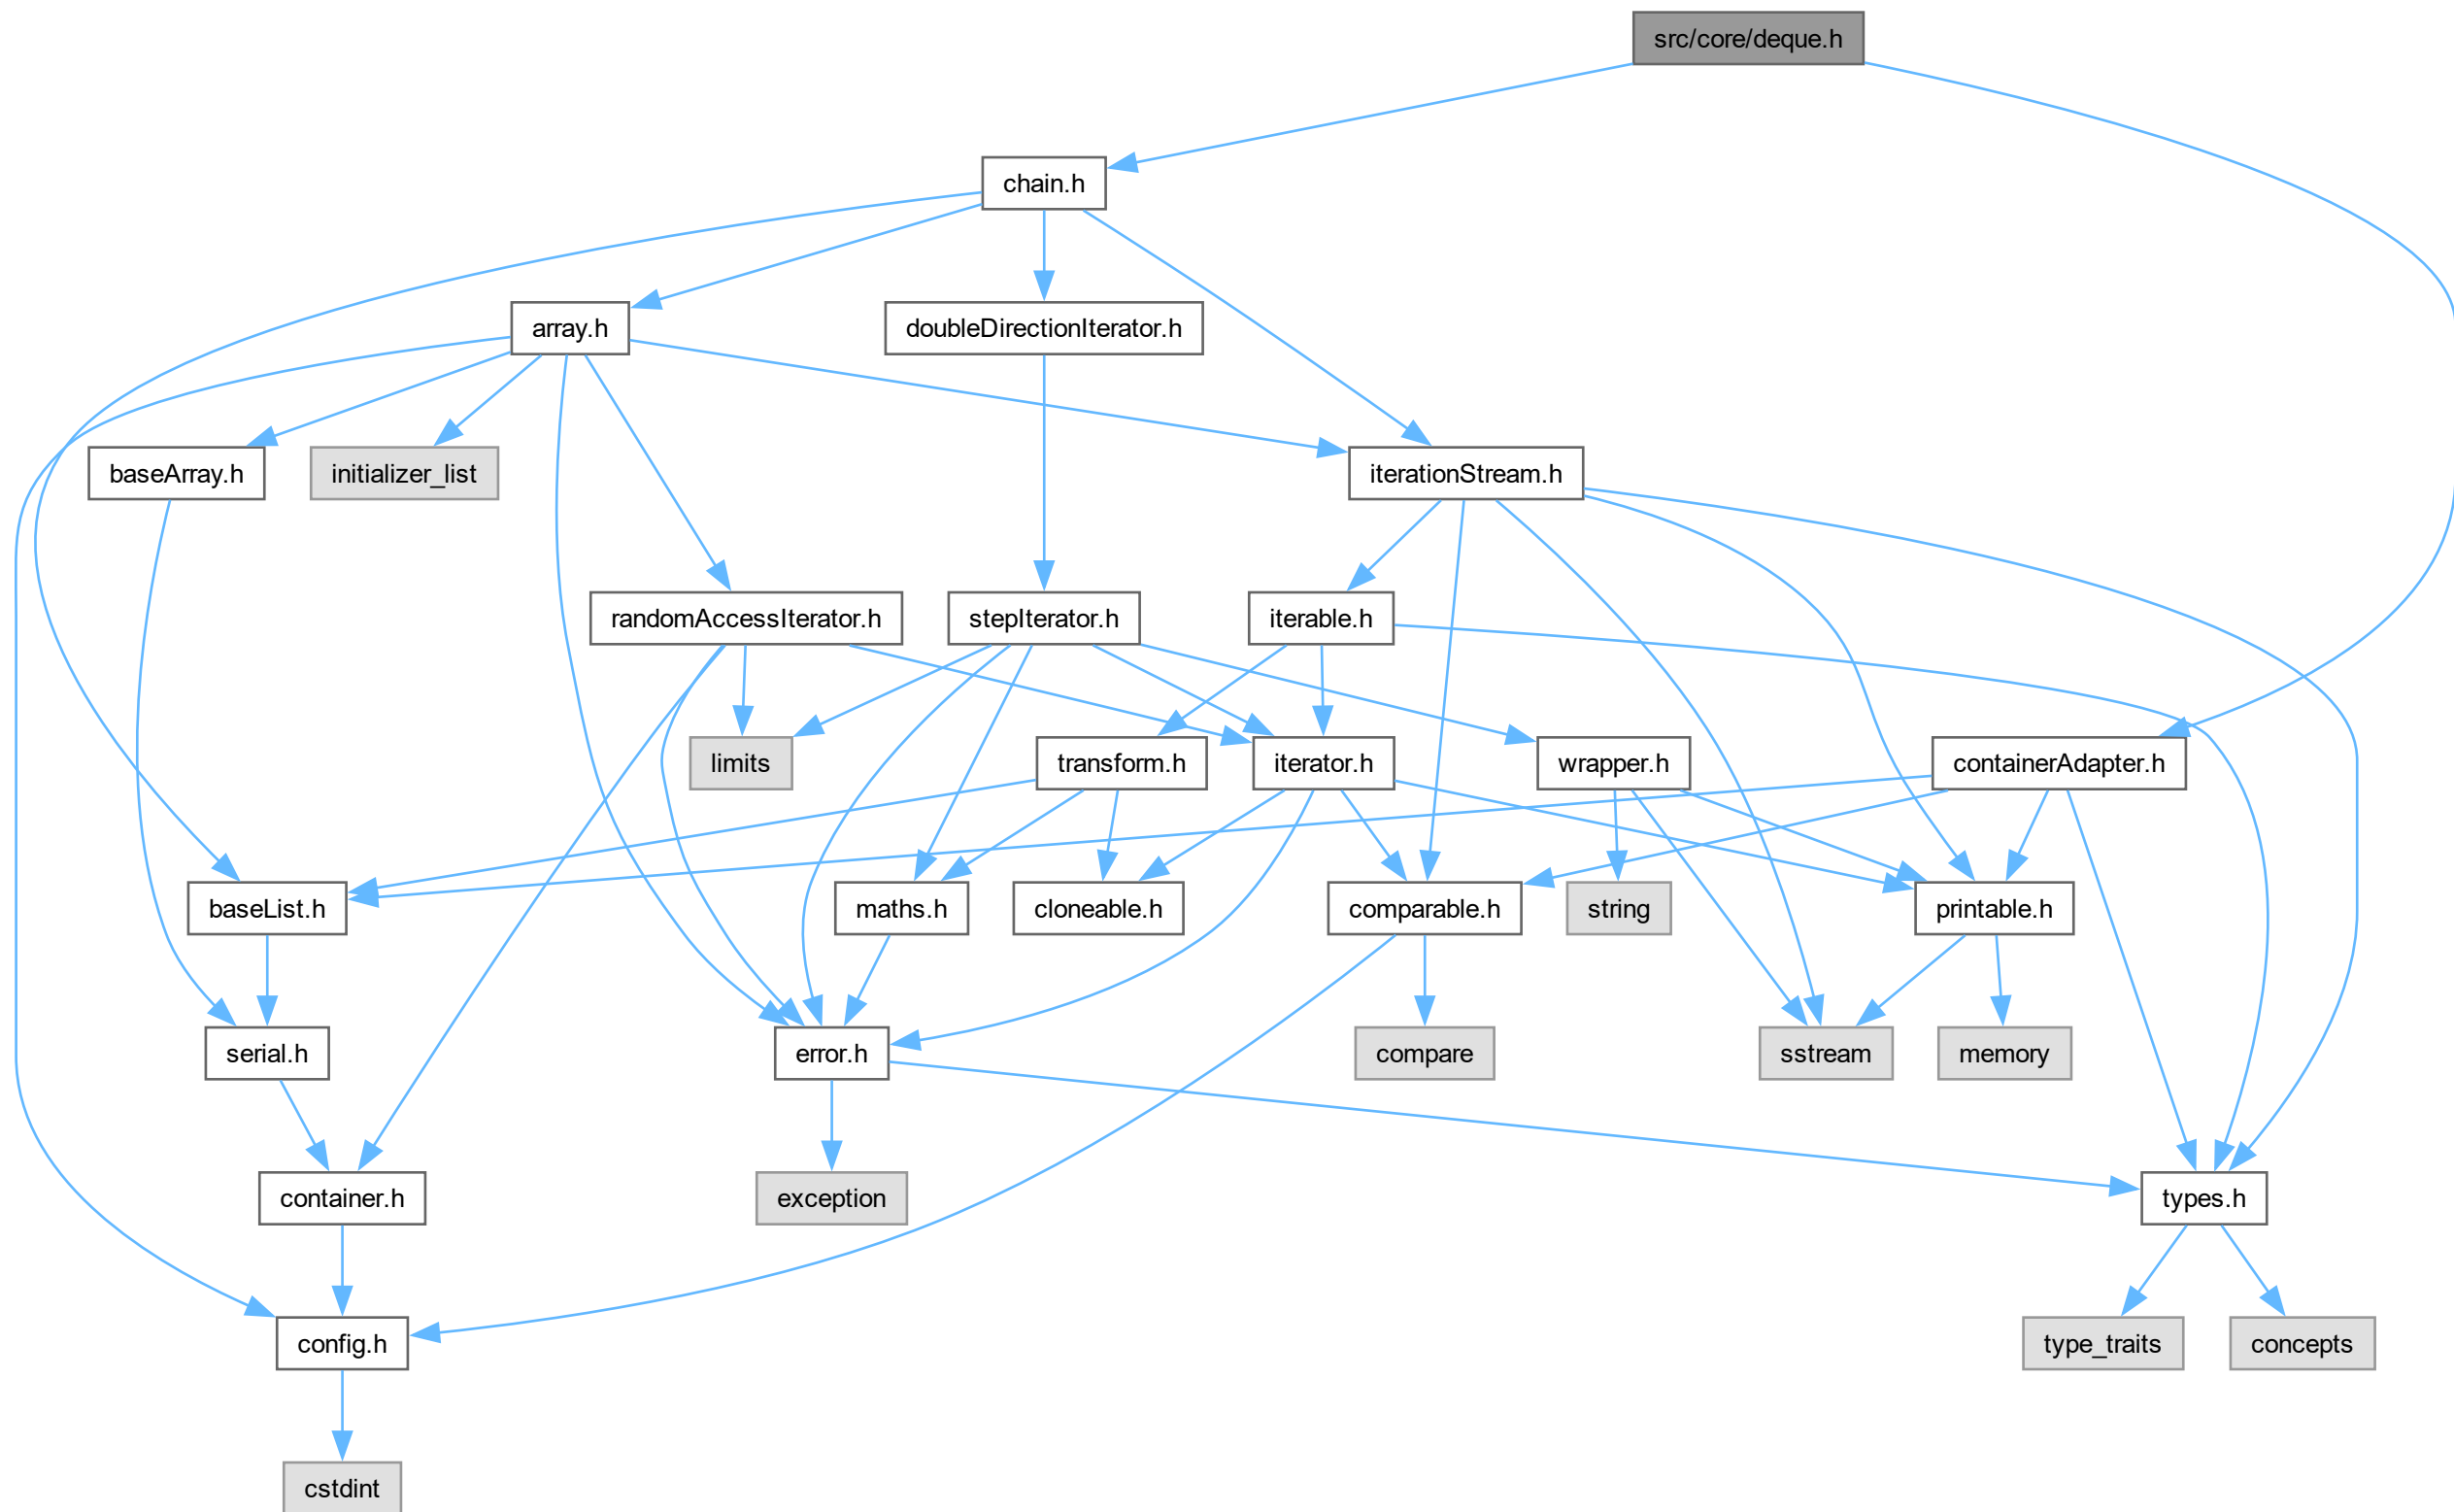 src/core/deque.h
chain.h
array.h
doubleDirectionIterator.h
baseArray.h
initializer_list
iterationStream.h
randomAccessIterator.h
stepIterator.h
iterable.h
limits
transform.h
iterator.h
wrapper.h
containerAdapter.h
baseList.h
maths.h
cloneable.h
comparable.h
string
printable.h
serial.h
error.h
compare
sstream
memory
container.h
exception
types.h
config.h
type_traits
concepts
cstdint